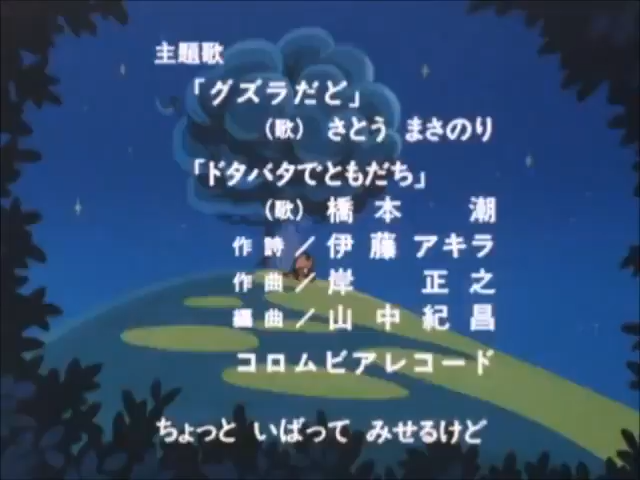 主題歌
「グズラだど」
(歌) さとう まさのり
「ドタバタでともだち」
(歌) 橋本 潮
作詩/伊藤 アキラ
作曲/岸 正之
編曲/山中紀昌
コロムビアレコード
ちょっと いばって みせるけど